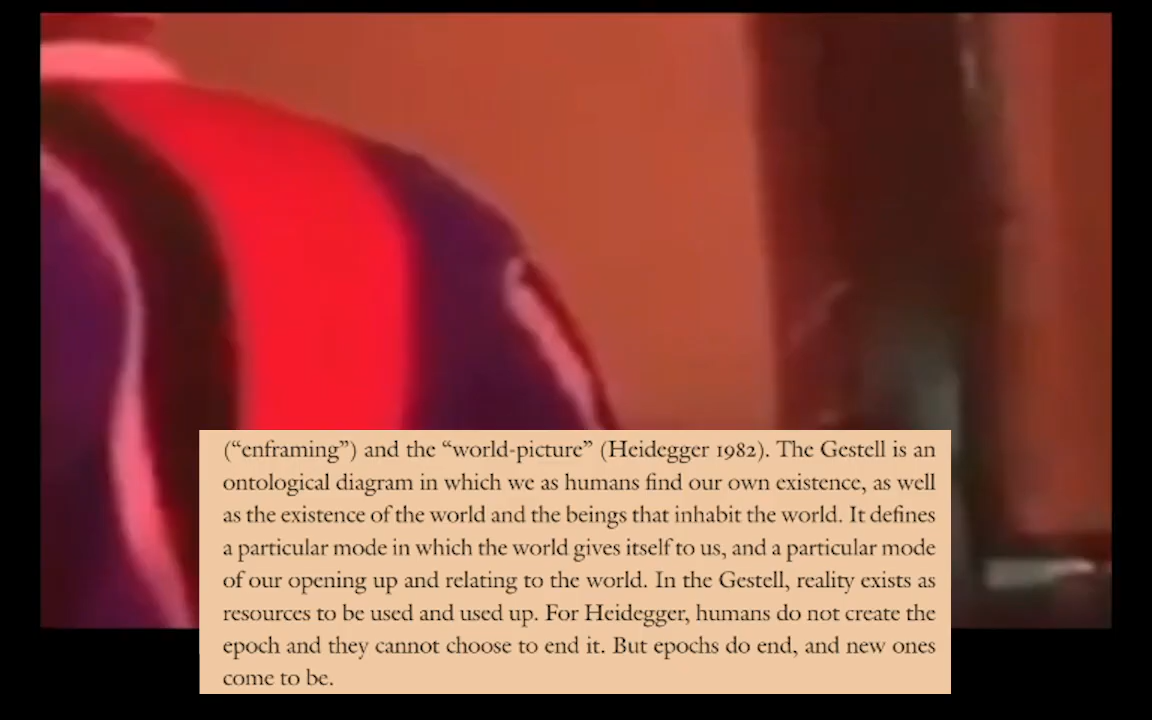 (“enframing”) and the “world-picture” (Heidegger 1982). The Gestell is an
ontological diagram in which we as humans find our own existence, as well
as the existence of the world and the beings that inhabit the world. It defines
a particular mode in which the world gives itself to us, and a particular mode
of our opening up and relating to the world. In the Gestell, reality exists as
resources to be used and used up. For Heidegger, humans do not create the
epoch and they cannot choose to end it. But epochs do end, and new ones
come to be.